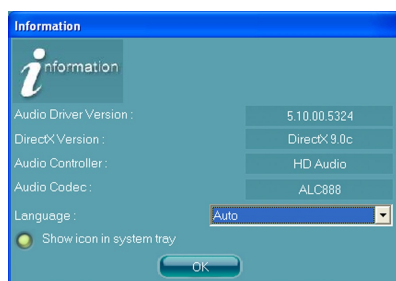 Information
information
Audio Driver Version : 5.10.00.5324
DirectX Version : DirectX 9.0c
Audio Controller : HD Audio
Audio Codec : ALC888
Language : Auto
Show icon in system tray
OK